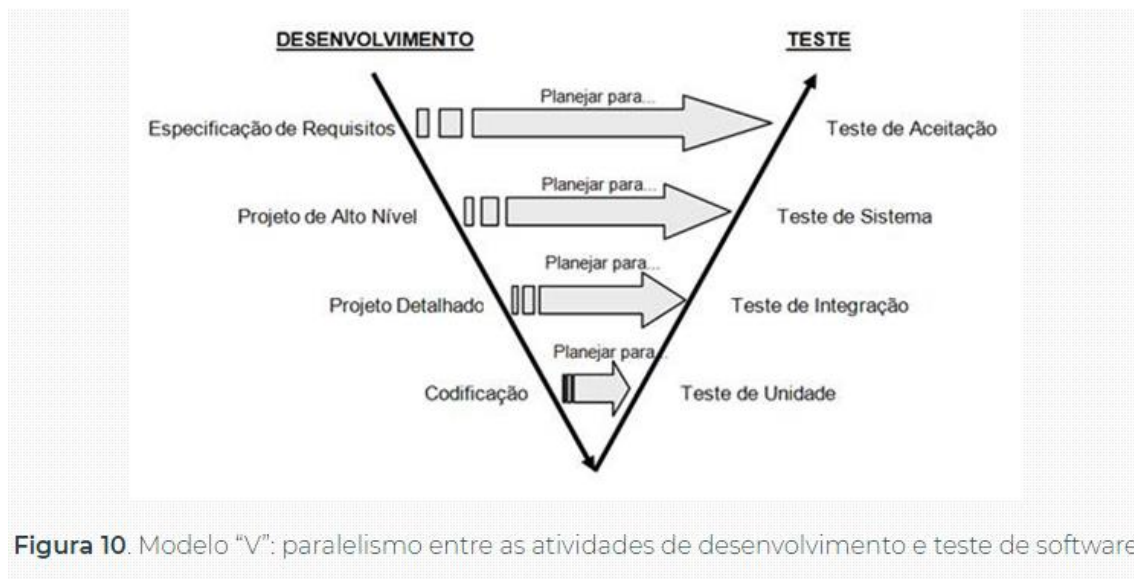 DESENVOLVIMENTO
TESTE
Planejar para...
Especificação de Requisitos
Teste de Aceitação
Planejar para...
Projeto de Alto Nível
Teste de Sistema
Planejar para...
Projeto Detalhado
Teste de Integração
Planejar para...
Codificação
Teste de Unidade
Figura 10. Modelo “V”: paralelismo entre as atividades de desenvolvimento e teste de software